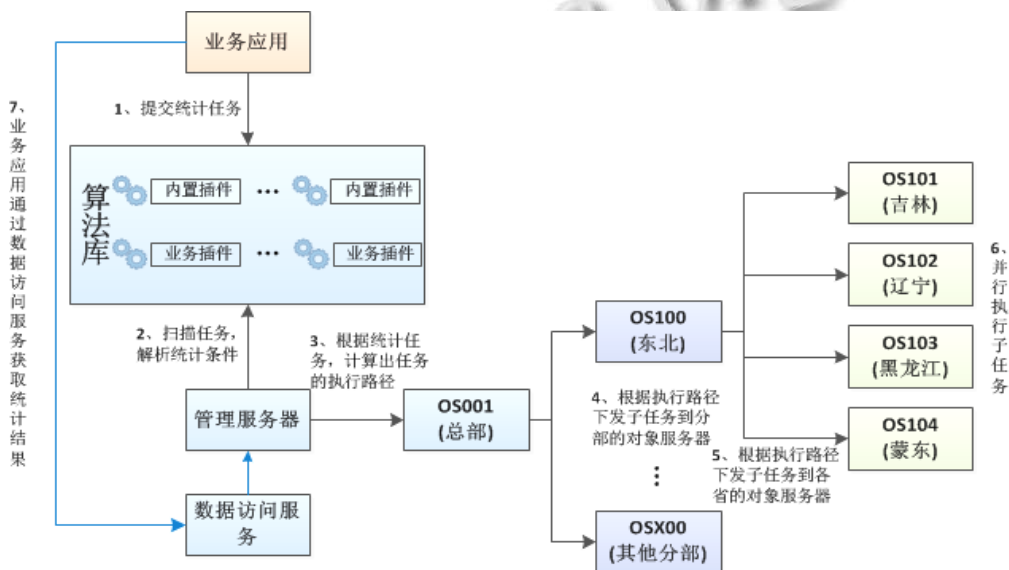 业务应用
1、提交统计任务
7、业务应用通过数据访问服务获取统计结果
算法库
内置插件
...
内置插件
业务插件
...
业务插件
2、扫描任务,
解析统计条件
3、根据统计任
务，计算出任务
的执行路径
管理服务器
数据访问服
务
OS001
(总部)
OS100
(东北)
4、根据执行路径
下发子任务到分
部的对象服务器
OSX00
(其他分部)
5、根据执行路径
下发子任务到各
省的对象服务器
OS101
(吉林)
OS102
(辽宁)
OS103
(黑龙江)
OS104
(蒙东)
6、并行执行子任务